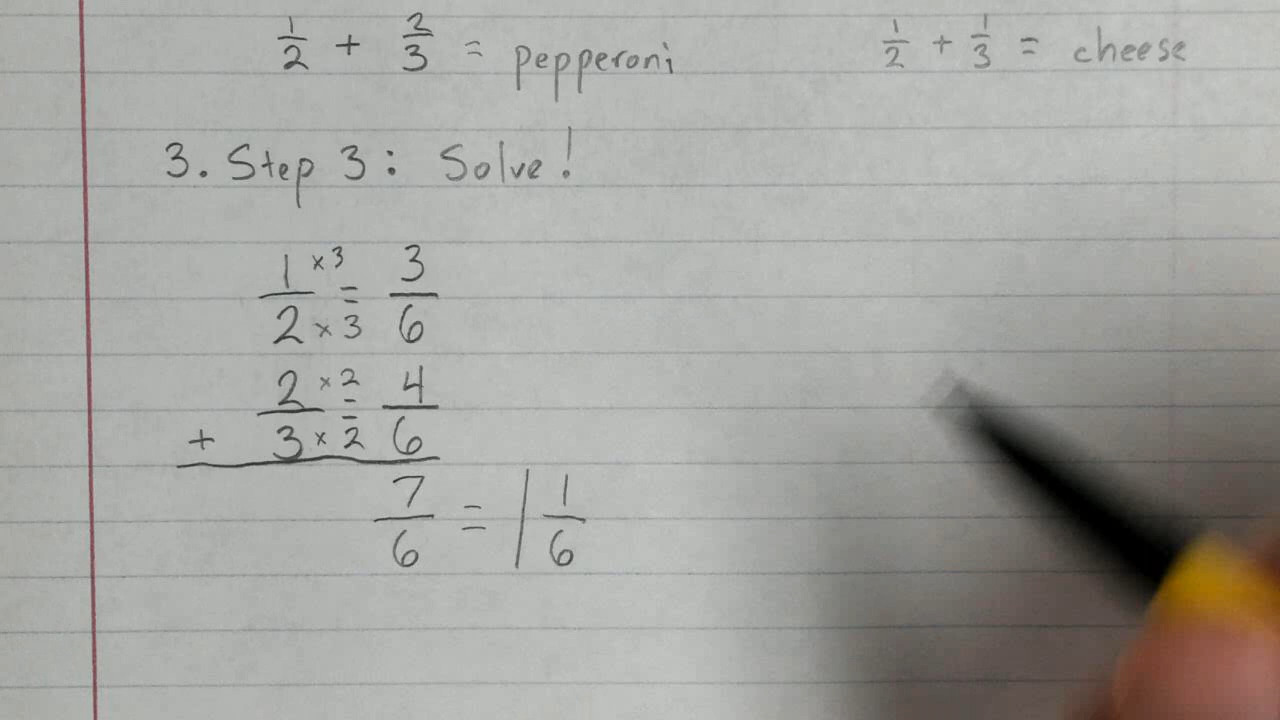 1/2 + 2/3 = pepperoni 1/2 + 1/3 = cheese
3. Step 3: Solve!
1 × 3 / 2 × 3 = 3/6
+ 2 × 2 / 3 × 2 = 4/6
7/6 = 1 1/6